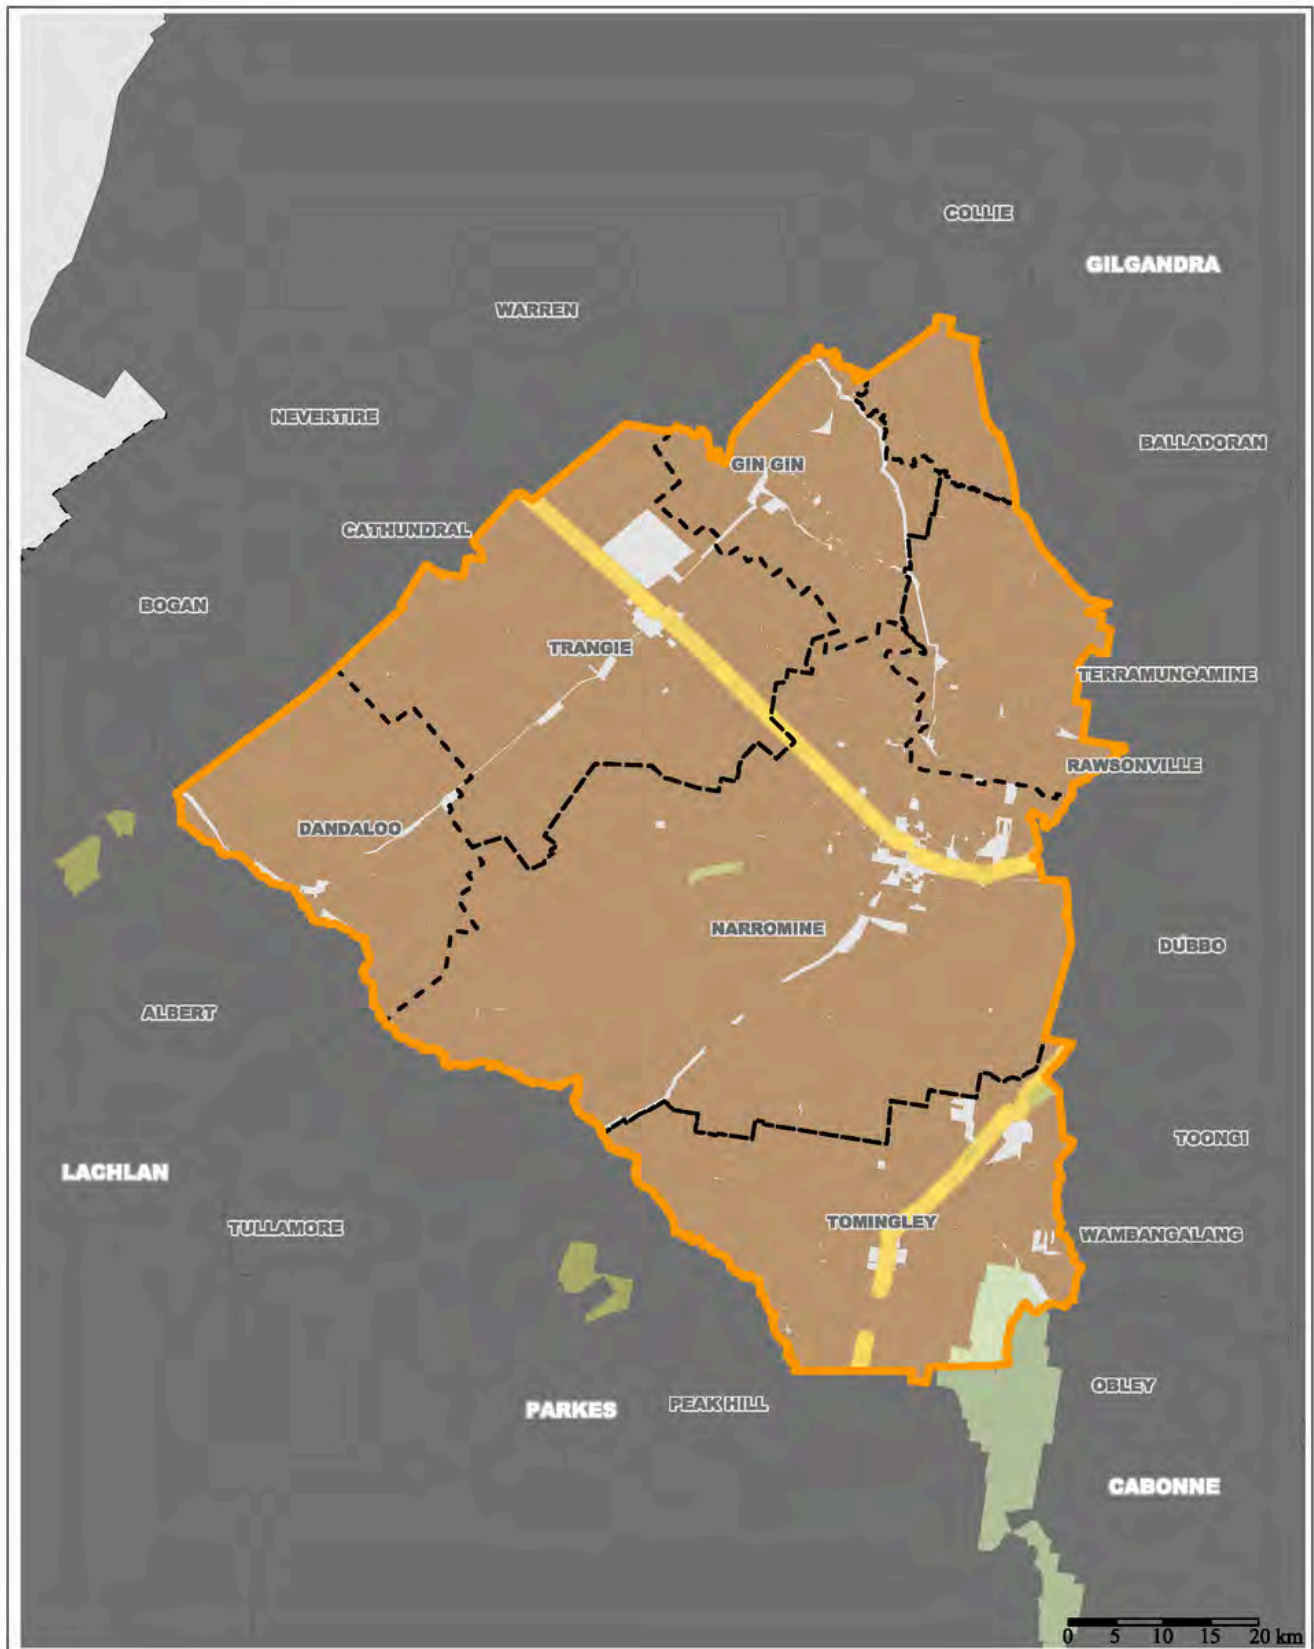 COLLIE
GILGANDRA
WARREN
NEVERTIRE
BALLADORAN
GIN GIN
CATHUNDRAL
BOGAN
TRANGIE
TERRAMUNGAMINE
RAWSONVILLE
DANDALOO
NARROMINE
DUBBO
ALBERT
TOONGI
LACHLAN
TOMINGLEY
TULLAMORE
WAMBANGALANG
OBLEY
PEAK HILL
PARKES
CABONNE
0 5 10 15 20 km